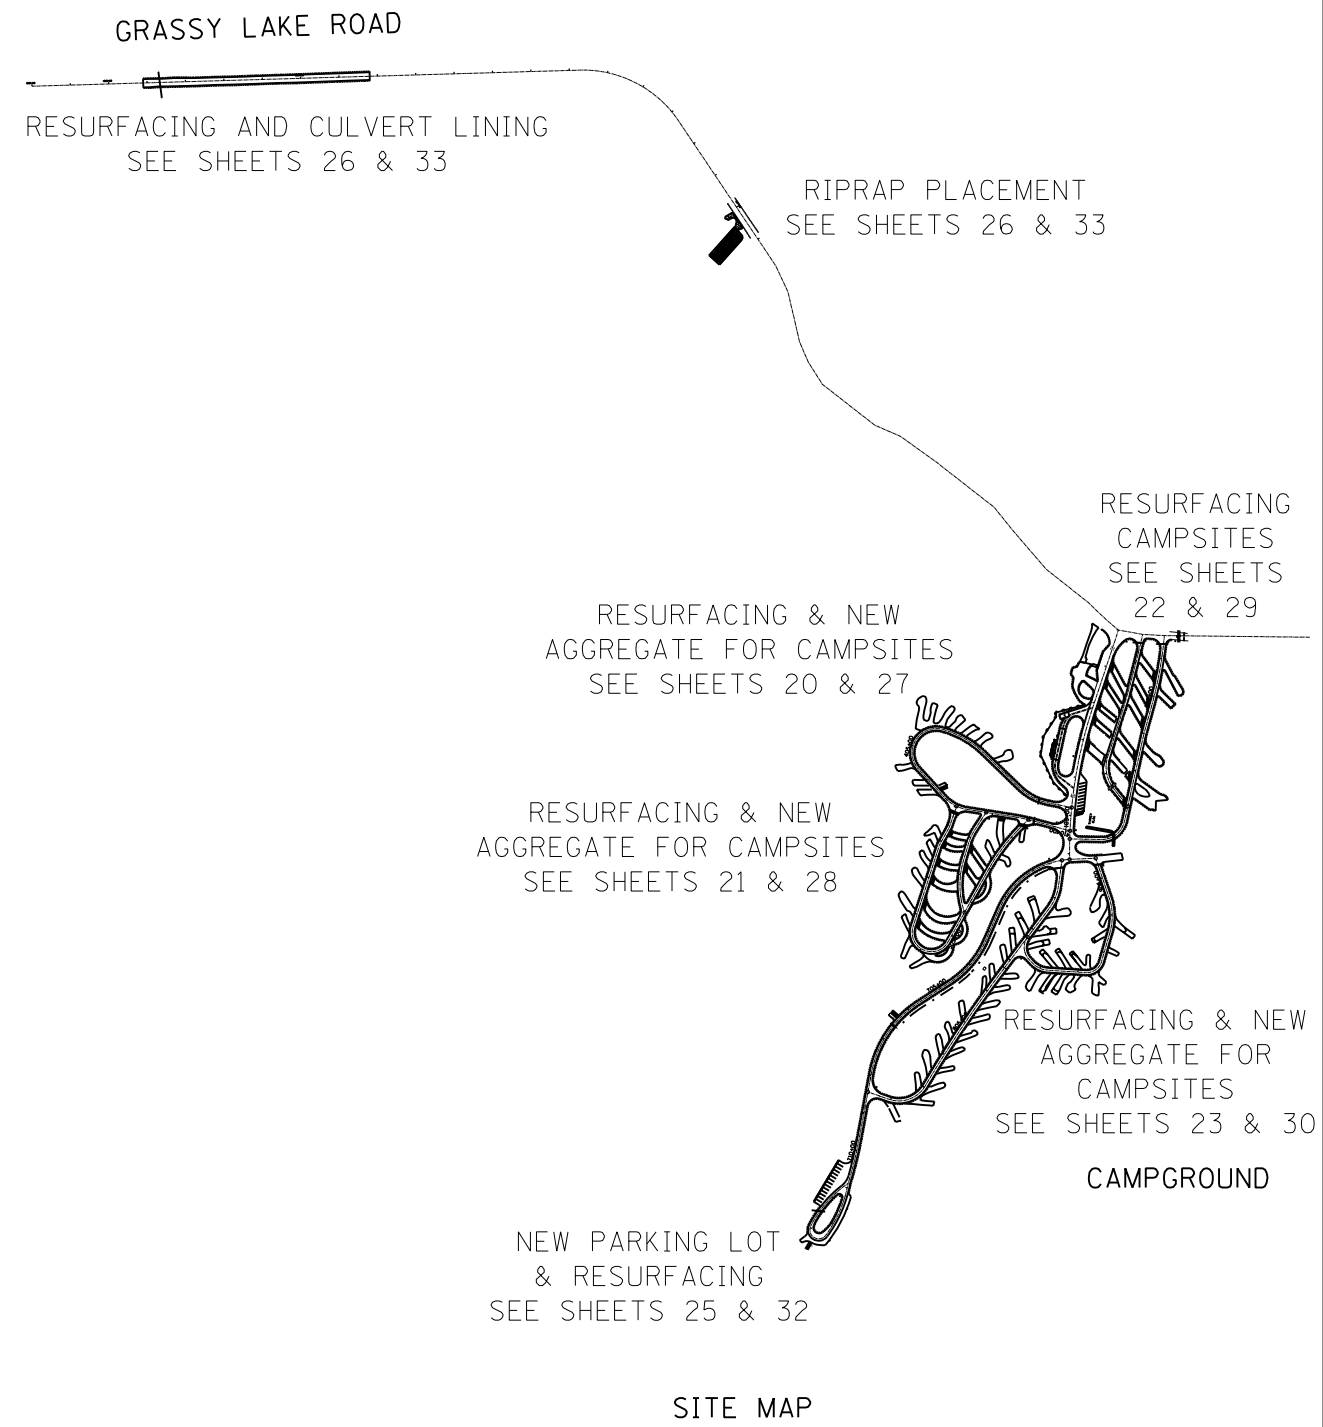 GRASSY LAKE ROAD
RESURFACING AND CULVERT LINING
SEE SHEETS 26 & 33
RIPRAP PLACEMENT
SEE SHEETS 26 & 33
RESURFACING
CAMPSITES
SEE SHEETS
22 & 29
RESURFACING & NEW
AGGREGATE FOR CAMPSITES
SEE SHEETS 20 & 27
RESURFACING & NEW
AGGREGATE FOR CAMPSITES
SEE SHEETS 21 & 28
RESURFACING & NEW
AGGREGATE FOR
CAMPSITES
SEE SHEETS 23 & 30
CAMPGROUND
NEW PARKING LOT
& RESURFACING
SEE SHEETS 25 & 32
SITE MAP